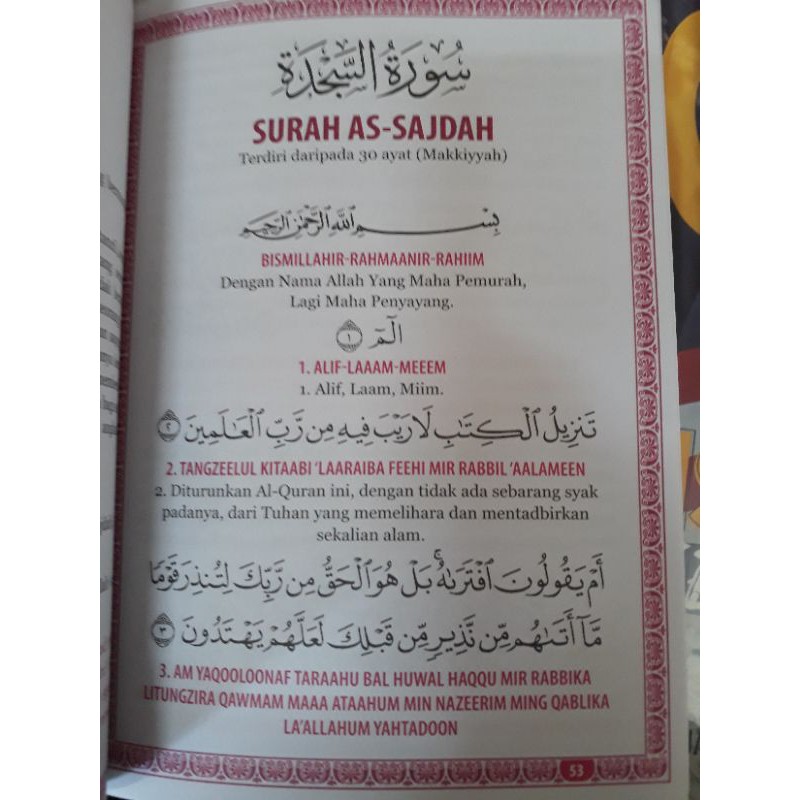 سُورَةُ السَّجْدَةِ
SURAH AS-SAJDAH
Terdiri daripada 30 ayat (Makkiyyah)
بِسْمِ اللَّهِ الرَّحْمَٰنِ الرَّحِيمِ
BISMILLAHIR-RAHMAANIR-RAHIIM
Dengan Nama Allah Yang Maha Pemurah,
Lagi Maha Penyayang.
الٓمٓ ١
1. ALIF-LAAAM-MEEEM
1. Alif, Laam, Miim.
تَنزِيلُ الْكِتَابِ لَا رَيْبَ فِيهِ مِن رَّبِّ الْعَالَمِينَ ٢
2. TANGZEELUL KITAABI ‘LAARAIBA FEEHI MIR RABBIL ‘AALAMEEN
2. Diturunkan Al-Quran ini, dengan tidak ada sebarang syak
padanya, dari Tuhan yang memelihara dan mentadbirkan
sekalian alam.
أَمْ يَقُولُونَ افْتَرَىٰهُ ۚ بَلْ هُوَ الْحَقُّ مِن رَّبِّكَ لِتُنذِرَ قَوْمًا
مَّآ أَتَىٰهُم مِّن نَّذِيرٍ مِّن قَبْلِكَ لَعَلَّهُمْ يَهْتَدُونَ ٣
3. AM YAQOOLOONAF TARAAHU BAL HUWAL HAQQU MIR RABBIKA
LITUNGZIRA QAWMAM MAAA ATAAHUM MIN NAZEERIM MING QABLIKA
LA’ALLAHUM YAHTADOON
53